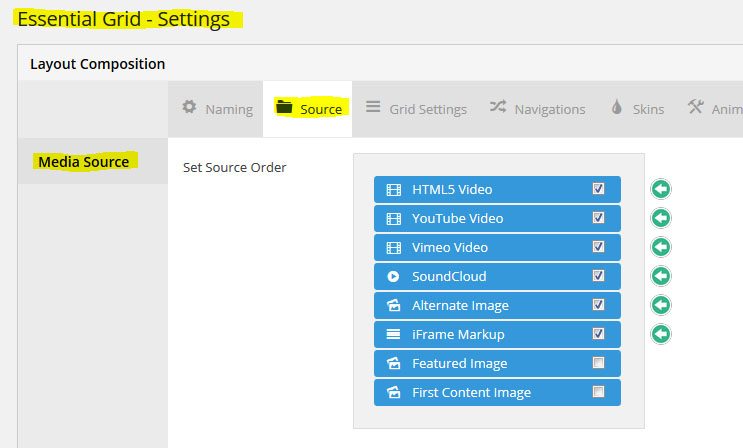 Essential Grid - Settings
Layout Composition
Naming Source Grid Settings Navigations Skins Anim
Media Source
Set Source Order
HTML5 Video
YouTube Video
Vimeo Video
SoundCloud
Alternate Image
iFrame Markup
Featured Image
First Content Image